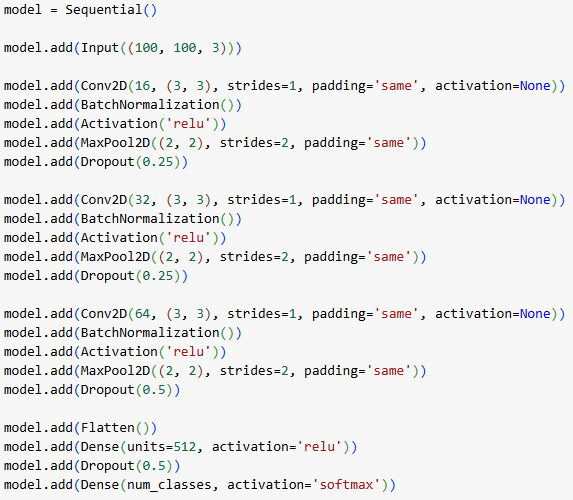 model = Sequential()
model.add(Input((100, 100, 3)))
model.add(Conv2D(16, (3, 3), strides=1, padding='same', activation=None))
model.add(BatchNormalization())
model.add(Activation('relu'))
model.add(MaxPool2D((2, 2), strides=2, padding='same'))
model.add(Dropout(0.25))
model.add(Conv2D(32, (3, 3), strides=1, padding='same', activation=None))
model.add(BatchNormalization())
model.add(Activation('relu'))
model.add(MaxPool2D((2, 2), strides=2, padding='same'))
model.add(Dropout(0.25))
model.add(Conv2D(64, (3, 3), strides=1, padding='same', activation=None))
model.add(BatchNormalization())
model.add(Activation('relu'))
model.add(MaxPool2D((2, 2), strides=2, padding='same'))
model.add(Dropout(0.5))
model.add(Flatten())
model.add(Dense(units=512, activation='relu'))
model.add(Dropout(0.5))
model.add(Dense(num_classes, activation='softmax'))